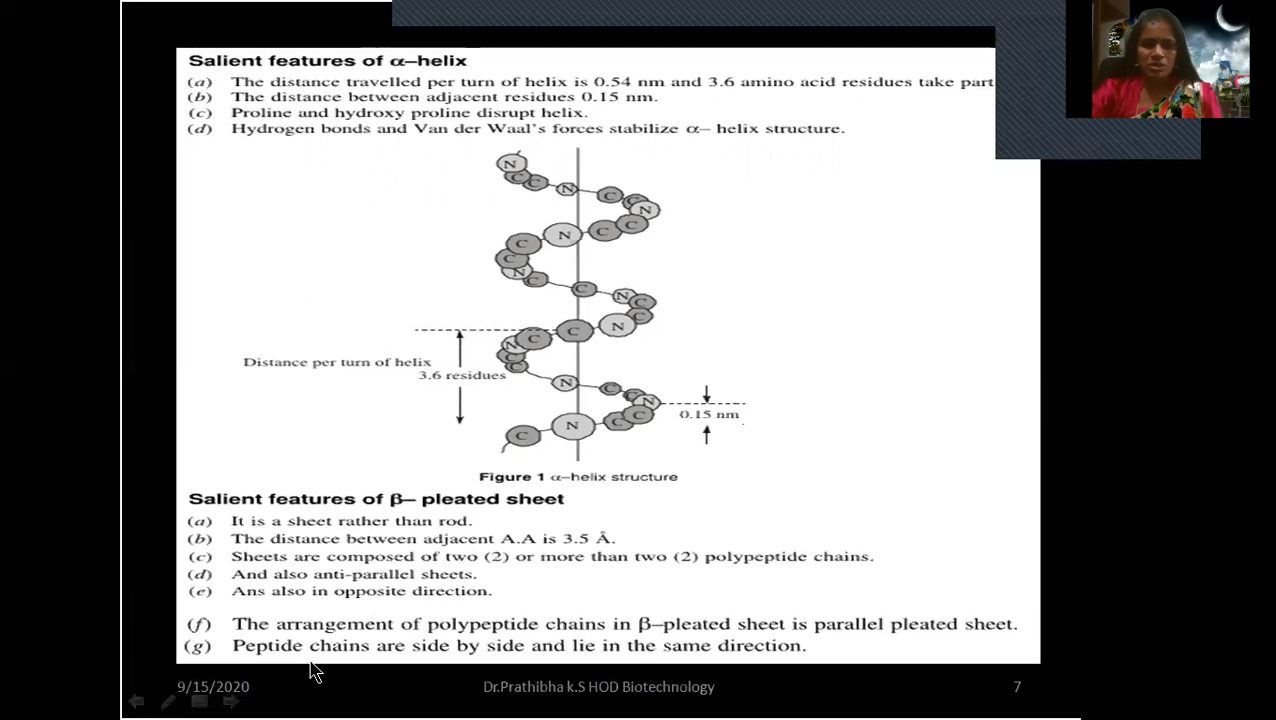 Salient features of α–helix
(a) The distance travelled per turn of helix is 0.54 nm and 3.6 amino acid residues take part
(b) The distance between adjacent residues 0.15 nm.
(c) Proline and hydroxy proline disrupt helix.
(d) Hydrogen bonds and Van der Waal's forces stabilize α– helix structure.
N
C C N C C N
C N C C
C N C C N C
C
N C C N C
C C N C C N
0.15 nm
Distance per turn of helix
3.6 residues
C N C C
Figure 1 α–helix structure
Salient features of β– pleated sheet
(a) It is a sheet rather than rod.
(b) The distance between adjacent A.A is 3.5 Å.
(c) Sheets are composed of two (2) or more than two (2) polypeptide chains.
(d) And also anti-parallel sheets.
(e) Ans also in opposite direction.
(f) The arrangement of polypeptide chains in β–pleated sheet is parallel pleated sheet.
(g) Peptide chains are side by side and lie in the same direction.
9/15/2020 Dr.Prathibha k.S HOD Biotechnology 7